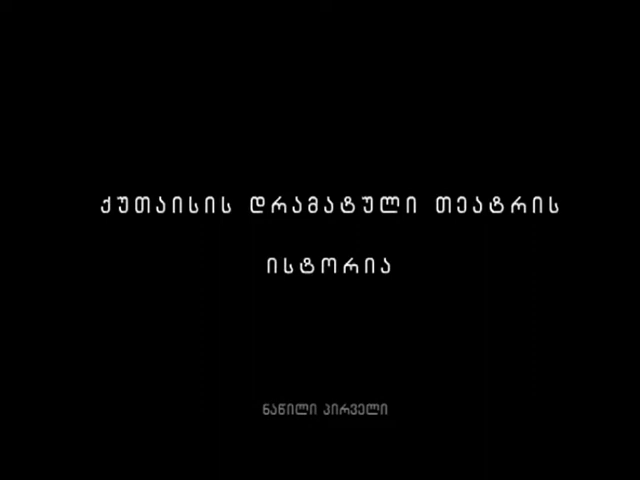 ქუთაისის დრამატული თეატრის
ისტორია
ნაწილი პირველი